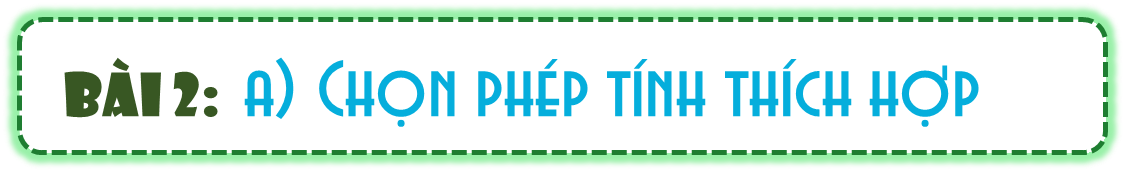 BÀI 2: A) CHỌN PHÉP TÍNH THÍCH HỢP